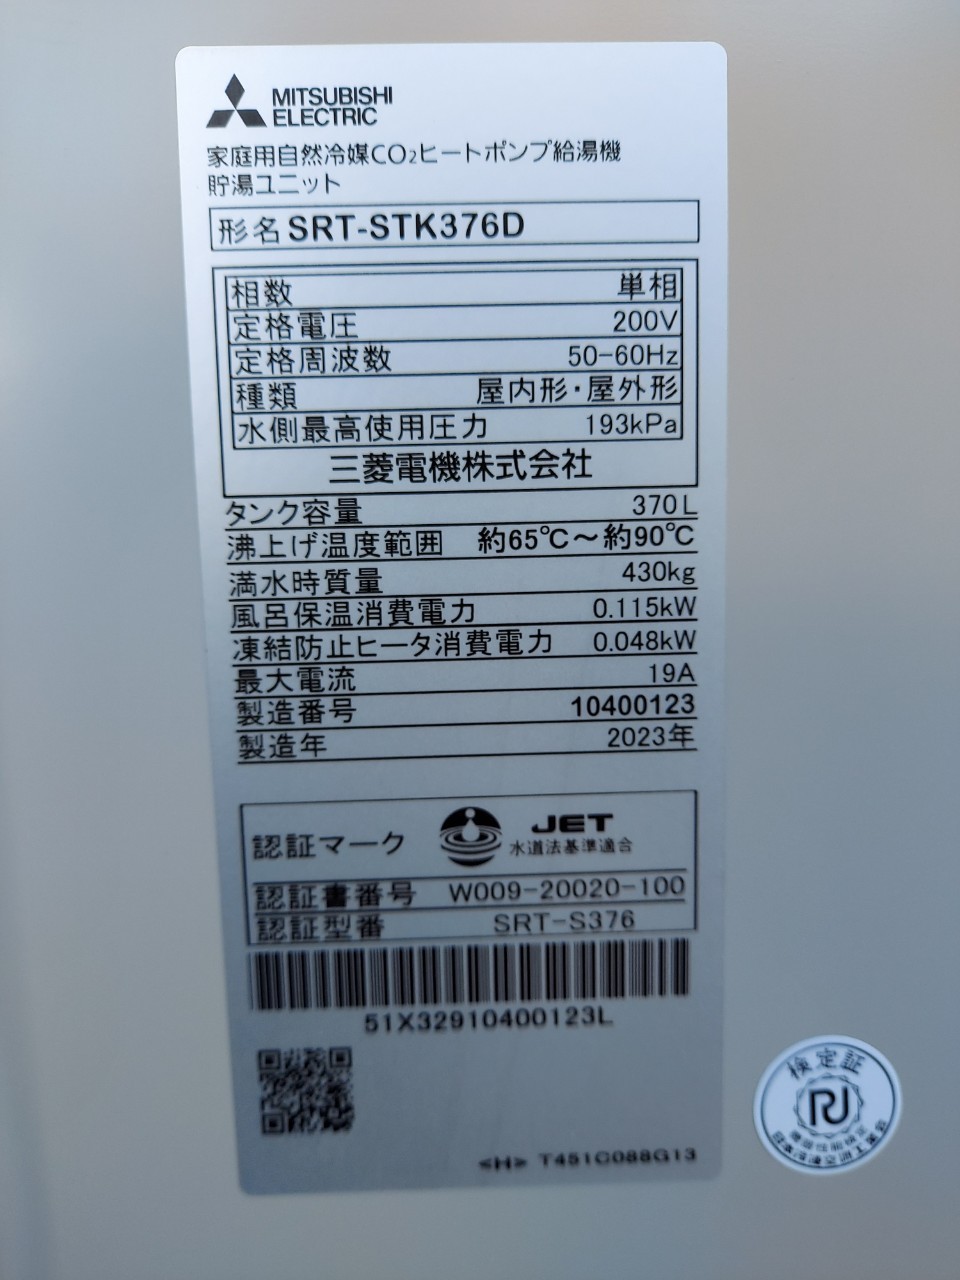 MITSUBISHI
ELECTRIC
家庭用自然冷媒CO₂ヒートポンプ給湯機
貯湯ユニット
形名 SRT-STK376D
相数 単相
定格電圧 200V
定格周波数 50-60Hz
種類 屋内形・屋外形
水側最高使用圧力 193kPa
三菱電機株式会社
タンク容量 370L
沸上げ温度範囲 約65℃～約90℃
満水時質量 430kg
風呂保温消費電力 0.115kW
凍結防止ヒータ消費電力 0.048kW
最大電流 19A
製造番号 10400123
製造年 2023年
認証マーク JET
水道法基準適合
認証書番号 W009-20020-100
認証型番 SRT-S376
51X32910400123L
<H> T451C088G13
検定証